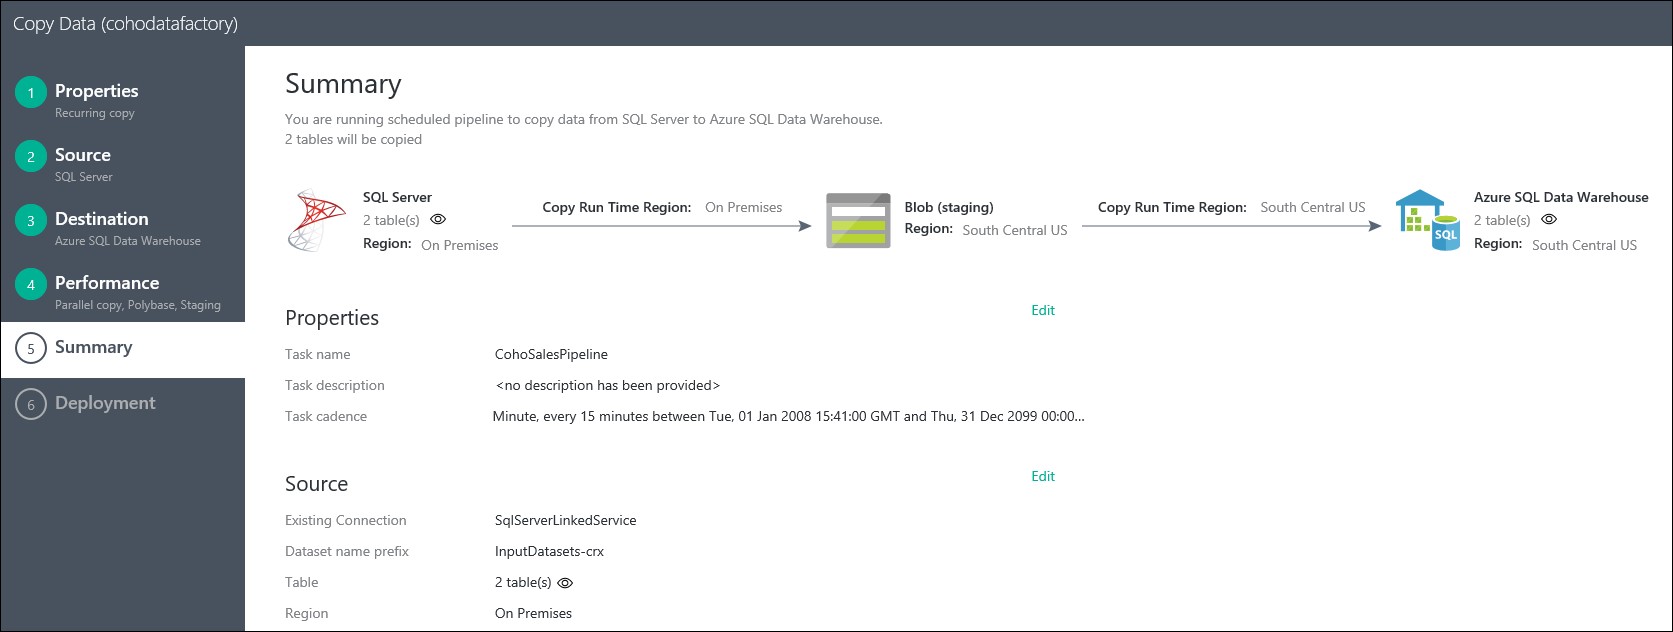 Copy Data (cohodatafactory)
1 Properties
Recurring copy
2 Source
SQL Server
3 Destination
Azure SQL Data Warehouse
4 Performance
Parallel copy, Polybase, Staging
5 Summary
6 Deployment
Summary
You are running scheduled pipeline to copy data from SQL Server to Azure SQL Data Warehouse.
2 tables will be copied
SQL Server
2 table(s)
Region: On Premises
Copy Run Time Region: On Premises
Blob (staging)
Region: South Central US
Copy Run Time Region: South Central US
SQL
Azure SQL Data Warehouse
2 table(s)
Region: South Central US
Properties Edit
Task name CohoSalesPipeline
Task description <no description has been provided>
Task cadence Minute, every 15 minutes between Tue, 01 Jan 2008 15:41:00 GMT and Thu, 31 Dec 2099 00:00...
Source Edit
Existing Connection SqlServerLinkedService
Dataset name prefix InputDatasets-crx
Table 2 table(s)
Region On Premises